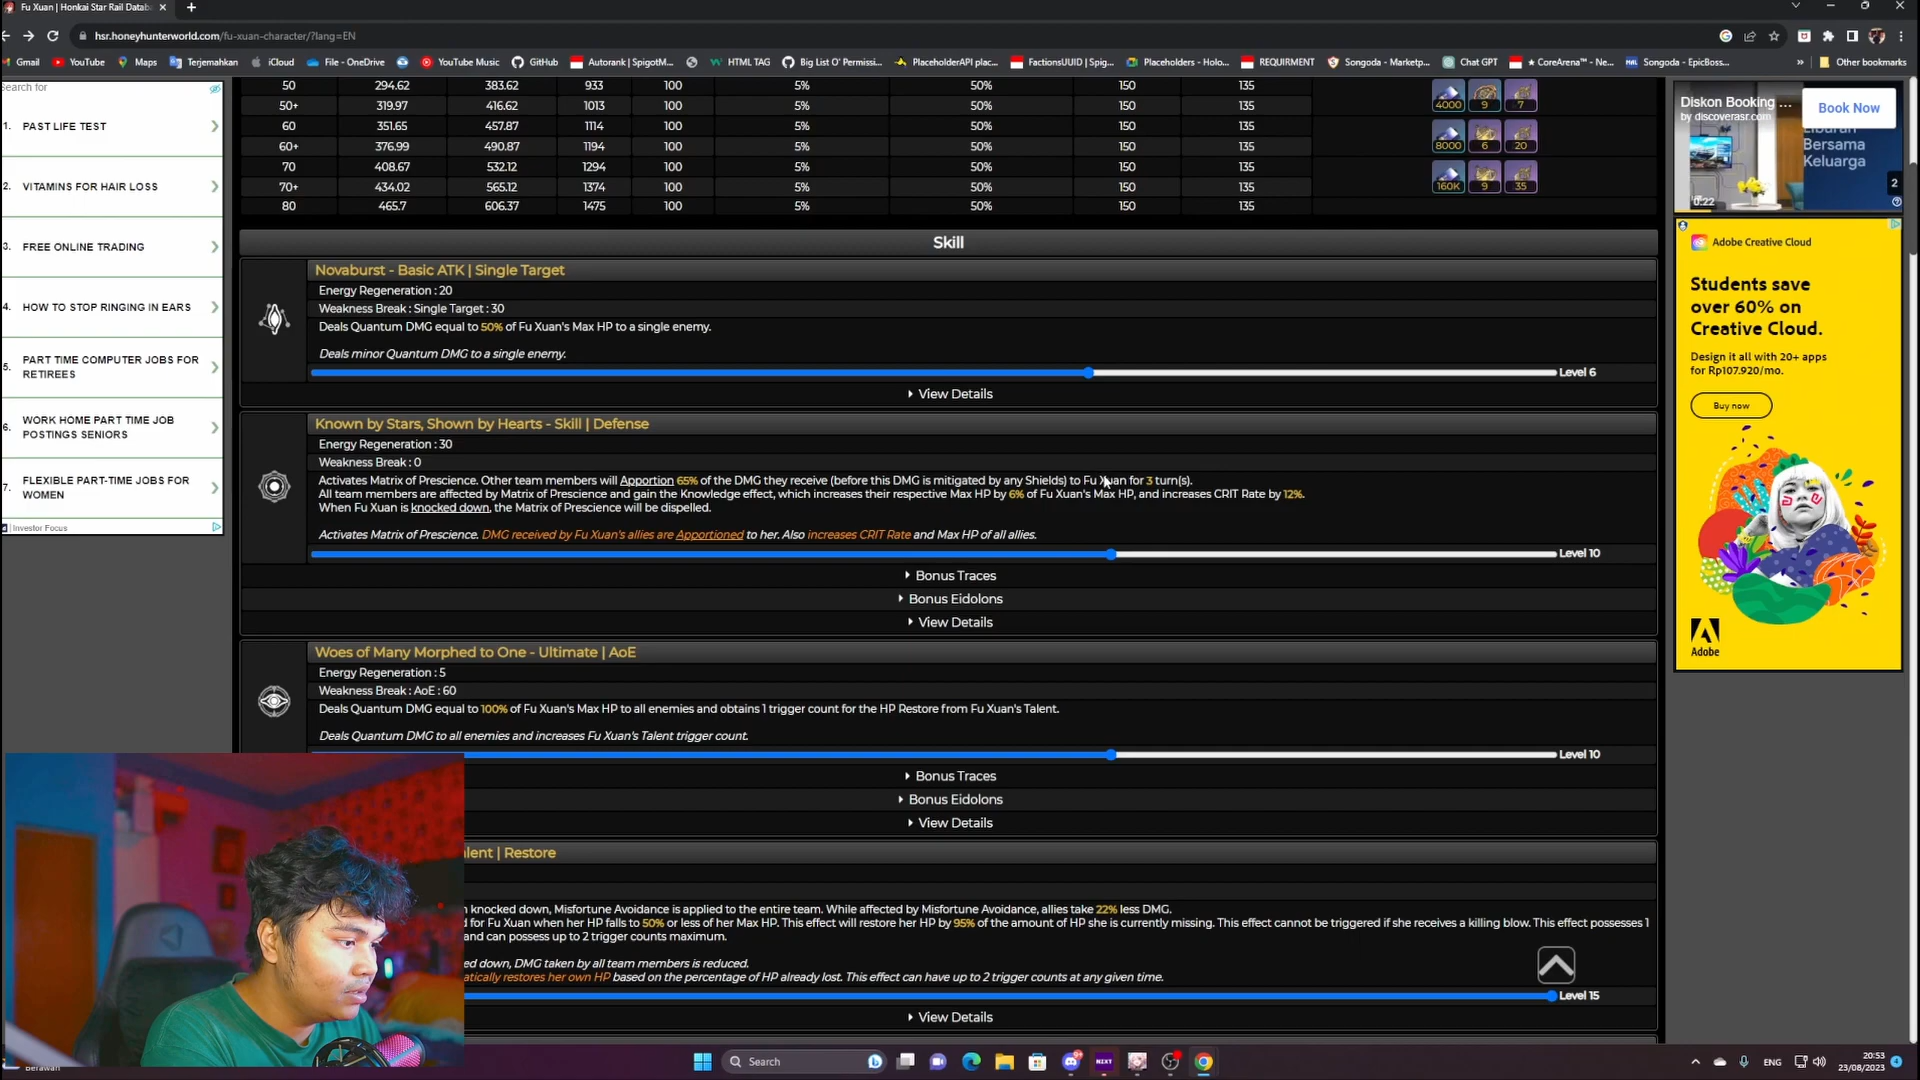 Fu Xuan | Honkai Star Rail Datab
hsr.honeyhunterworld.com/fu-xuan-character/?lang=EN
Gmail YouTube Maps Terjemahkan iCloud File - OneDrive YouTube Music GitHub Autorank | SpigotM... HTML TAG Big List O' Permissi... PlaceholderAPI plac... FactionsUUID | Spig... Placeholders - Holo... REQUIRMENT Songoda - Marketp... Chat GPT ★ CoreArena™ - Ne... Songoda - EpicBoss... » Other bookmarks
Search for
1. PAST LIFE TEST
2. VITAMINS FOR HAIR LOSS
3. FREE ONLINE TRADING
4. HOW TO STOP RINGING IN EARS
5. PART TIME COMPUTER JOBS FOR
RETIREES
6. WORK HOME PART TIME JOB
POSTINGS SENIORS
7. FLEXIBLE PART-TIME JOBS FOR
WOMEN
Investor Focus
50 294.62 383.62 933 100 5% 50% 150 135
4000 9 7
50+ 319.97 416.62 1013 100 5% 50% 150 135
60 351.65 457.87 1114 100 5% 50% 150 135
8000 6 20
60+ 376.99 490.87 1194 100 5% 50% 150 135
70 408.67 532.12 1294 100 5% 50% 150 135
160K 9 35
70+ 434.02 565.12 1374 100 5% 50% 150 135
80 465.7 606.37 1475 100 5% 50% 150 135
Skill
Novaburst - Basic ATK | Single Target
Energy Regeneration : 20
Weakness Break : Single Target : 30
Deals Quantum DMG equal to 50% of Fu Xuan's Max HP to a single enemy.
Deals minor Quantum DMG to a single enemy.
Level 6
View Details
Known by Stars, Shown by Hearts - Skill | Defense
Energy Regeneration : 30
Weakness Break : 0
Activates Matrix of Prescience. Other team members will Apportion 65% of the DMG they receive (before this DMG is mitigated by any Shields) to Fu Xuan for 3 turn(s).
All team members are affected by Matrix of Prescience and gain the Knowledge effect, which increases their respective Max HP by 6% of Fu Xuan's Max HP, and increases CRIT Rate by 12%.
When Fu Xuan is knocked down, the Matrix of Prescience will be dispelled.
Activates Matrix of Prescience. DMG received by Fu Xuan's allies are Apportioned to her. Also increases CRIT Rate and Max HP of all allies.
Level 10
Bonus Traces
Bonus Eidolons
View Details
Woes of Many Morphed to One - Ultimate | AoE
Energy Regeneration : 5
Weakness Break : AoE : 60
Deals Quantum DMG equal to 100% of Fu Xuan's Max HP to all enemies and obtains 1 trigger count for the HP Restore from Fu Xuan's Talent.
Deals Quantum DMG to all enemies and increases Fu Xuan's Talent trigger count.
Level 10
Bonus Traces
Bonus Eidolons
View Details
lent | Restore
knocked down, Misfortune Avoidance is applied to the entire team. While affected by Misfortune Avoidance, allies take 22% less DMG.
d for Fu Xuan when her HP falls to 50% or less of her Max HP. This effect will restore her HP by 95% of the amount of HP she is currently missing. This effect cannot be triggered if she receives a killing blow. This effect possesses 1
and can possess up to 2 trigger counts maximum.
ed down, DMG taken by all team members is reduced.
atically restores her own HP based on the percentage of HP already lost. This effect can have up to 2 trigger counts at any given time.
Level 15
View Details
Diskon Booking ...
by discoverasr.com
Book Now
Liburan
Bersama
Keluarga
2
0:22
Adobe Creative Cloud
Students save
over 60% on
Creative Cloud.
Design it all with 20+ apps
for Rp107.920/mo.
Buy now
Adobe
Berawan
Search
NEXT
ENG
20:53
23/08/2023
4